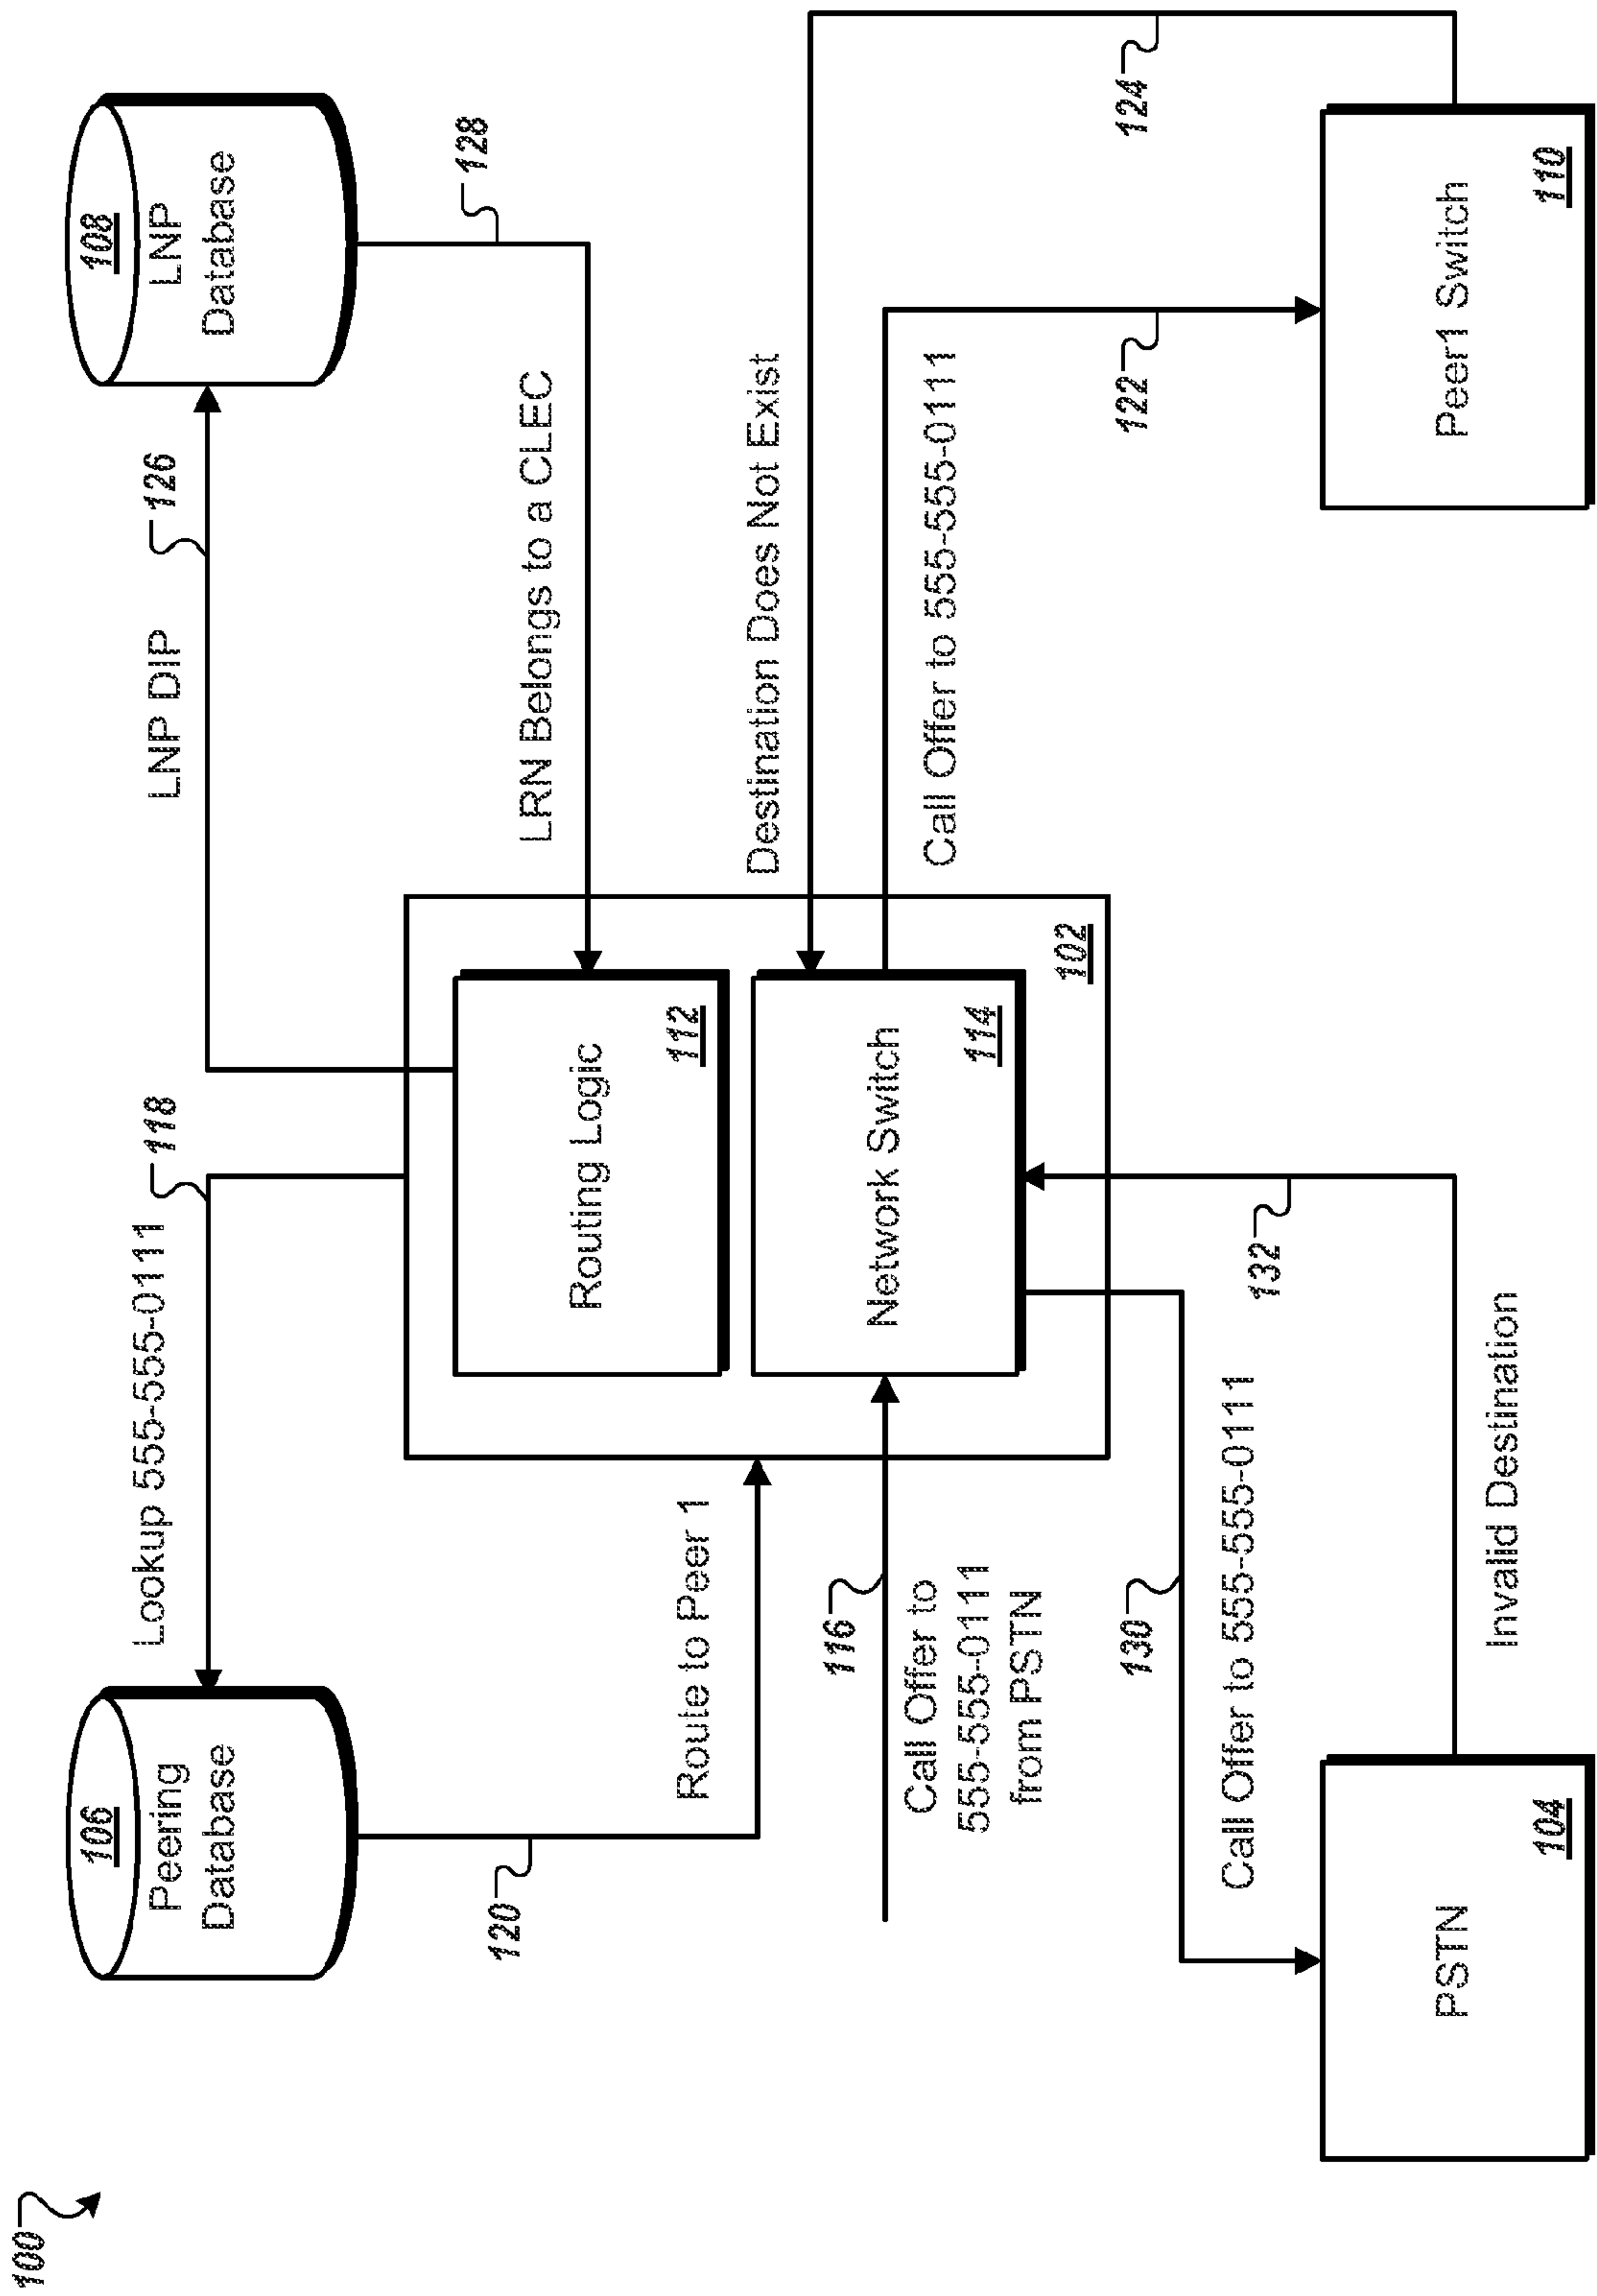 100
106
Peering
Database
Lookup 555-555-0111
118
LNP DIP
126
108
LNP
Database
120
Route to Peer 1
Routing Logic
112
LRN Belongs to a CLEC
128
116
Call Offer to
555-555-0111
from PSTN
Network Switch
114
102
Destination Does Not Exist
124
Call Offer to 555-555-0111
122
130
Call Offer to 555-555-0111
132
Invalid Destination
PSTN
104
Peer1 Switch
110